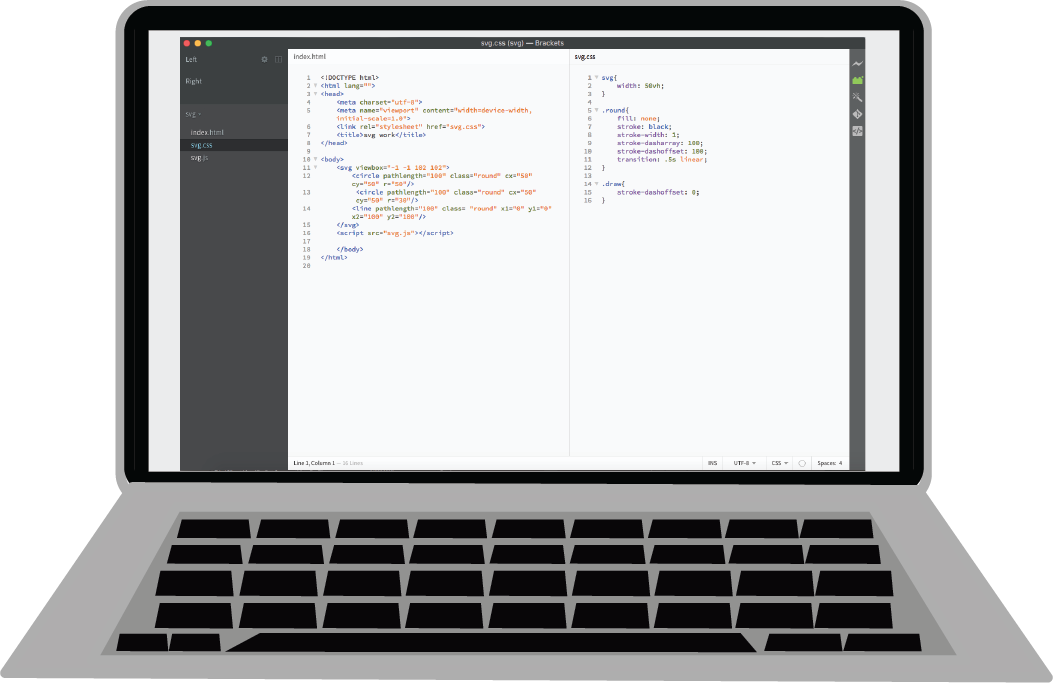 svg.css (svg) — Brackets
Left
Right
svg
index.html
svg.css
svg.js
index.html
1 <!DOCTYPE html>
2 <html lang="">
3 <head>
4 <meta charset="utf-8">
5 <meta name="viewport" content="width=device-width,
initial-scale=1.0">
6 <link rel="stylesheet" href="svg.css">
7 <title>svg work</title>
8 </head>
9
10 <body>
11 <svg viewbox="-1 -1 102 102">
12 <circle pathlength="100" class="round" cx="50"
cy="50" r="50"/>
13 <circle pathlength="100" class="round" cx="50"
cy="50" r="30"/>
14 <line pathlength="100" class= "round" x1="0" y1="0"
x2="100" y2="100"/>
15 </svg>
16 <script src="svg.js"></script>
17
18 </body>
19 </html>
20
svg.css
1 svg{
2 width: 50vh;
3 }
4
5 .round{
6 fill: none;
7 stroke: black;
8 stroke-width: 1;
9 stroke-dasharray: 100;
10 stroke-dashoffset: 100;
11 transition: .5s linear;
12 }
13
14 .draw{
15 stroke-dashoffset: 0;
16 }
Line 1, Column 1 — 16 Lines
INS UTF-8 CSS Spaces: 4